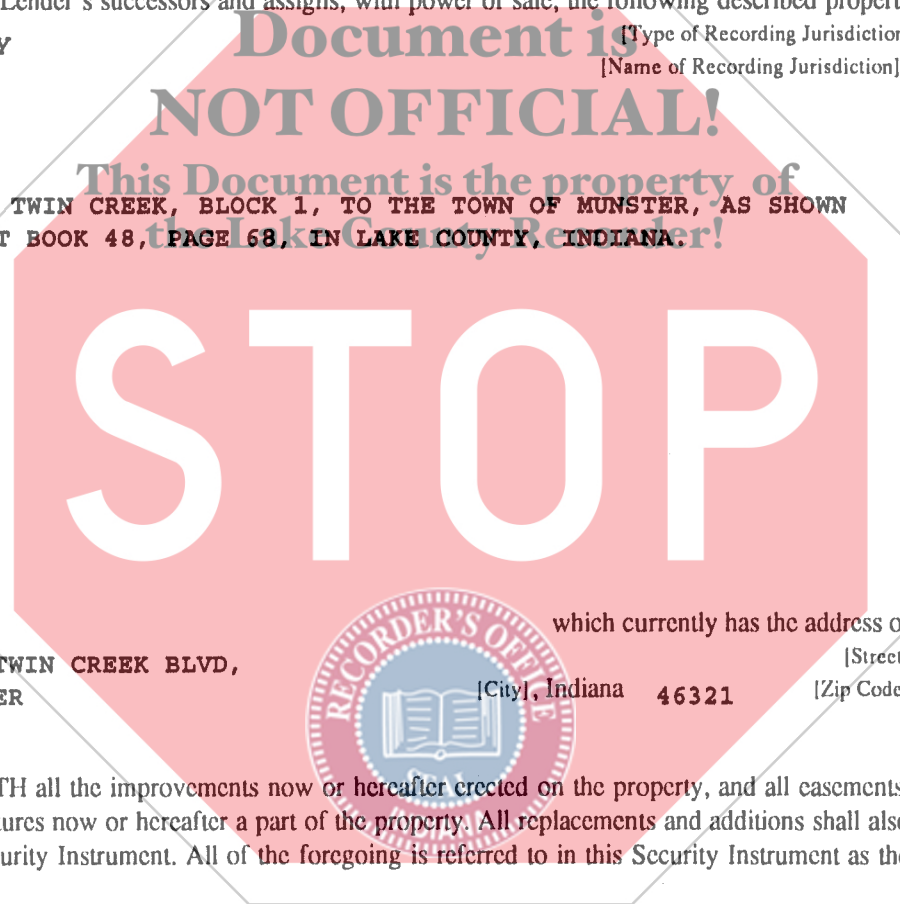 Lender's successors and assigns, with power of sale, the following described propert
Document is
[Type of Recording Jurisdiction
Y
[Name of Recording Jurisdiction]
NOT OFFICIAL!
This Document is the property of
TWIN CREEK, BLOCK 1, TO THE TOWN OF MUNSTER, AS SHOWN
the Lake County Recorder!
T BOOK 48, PAGE 68, IN LAKE COUNTY, INDIANA.
STOP
which currently has the address o
RECORDER'S OFFICE
[Street
TWIN CREEK BLVD,
ER [City], Indiana 46321 [Zip Code
SEAL
TH all the improvements now or hereafter erected on the property, and all easements
tures now or hereafter a part of the property. All replacements and additions shall also
urity Instrument. All of the foregoing is referred to in this Security Instrument as the